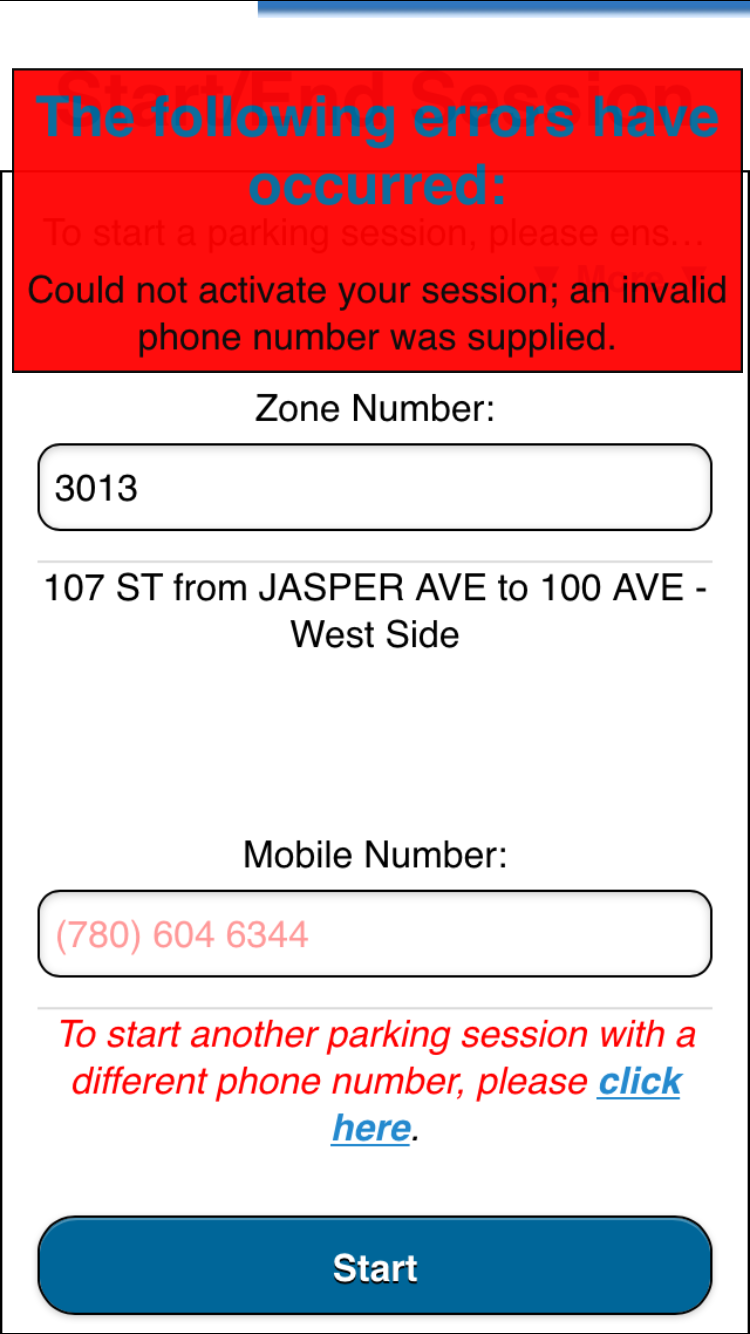 Start/End Session
The following errors have
occurred:
To start a parking session, please ens...
▼ More ▼
Could not activate your session; an invalid
phone number was supplied.
Zone Number:
3013
107 ST from JASPER AVE to 100 AVE -
West Side
Mobile Number:
(780) 604 6344
To start another parking session with a
different phone number, please click
here.
Start